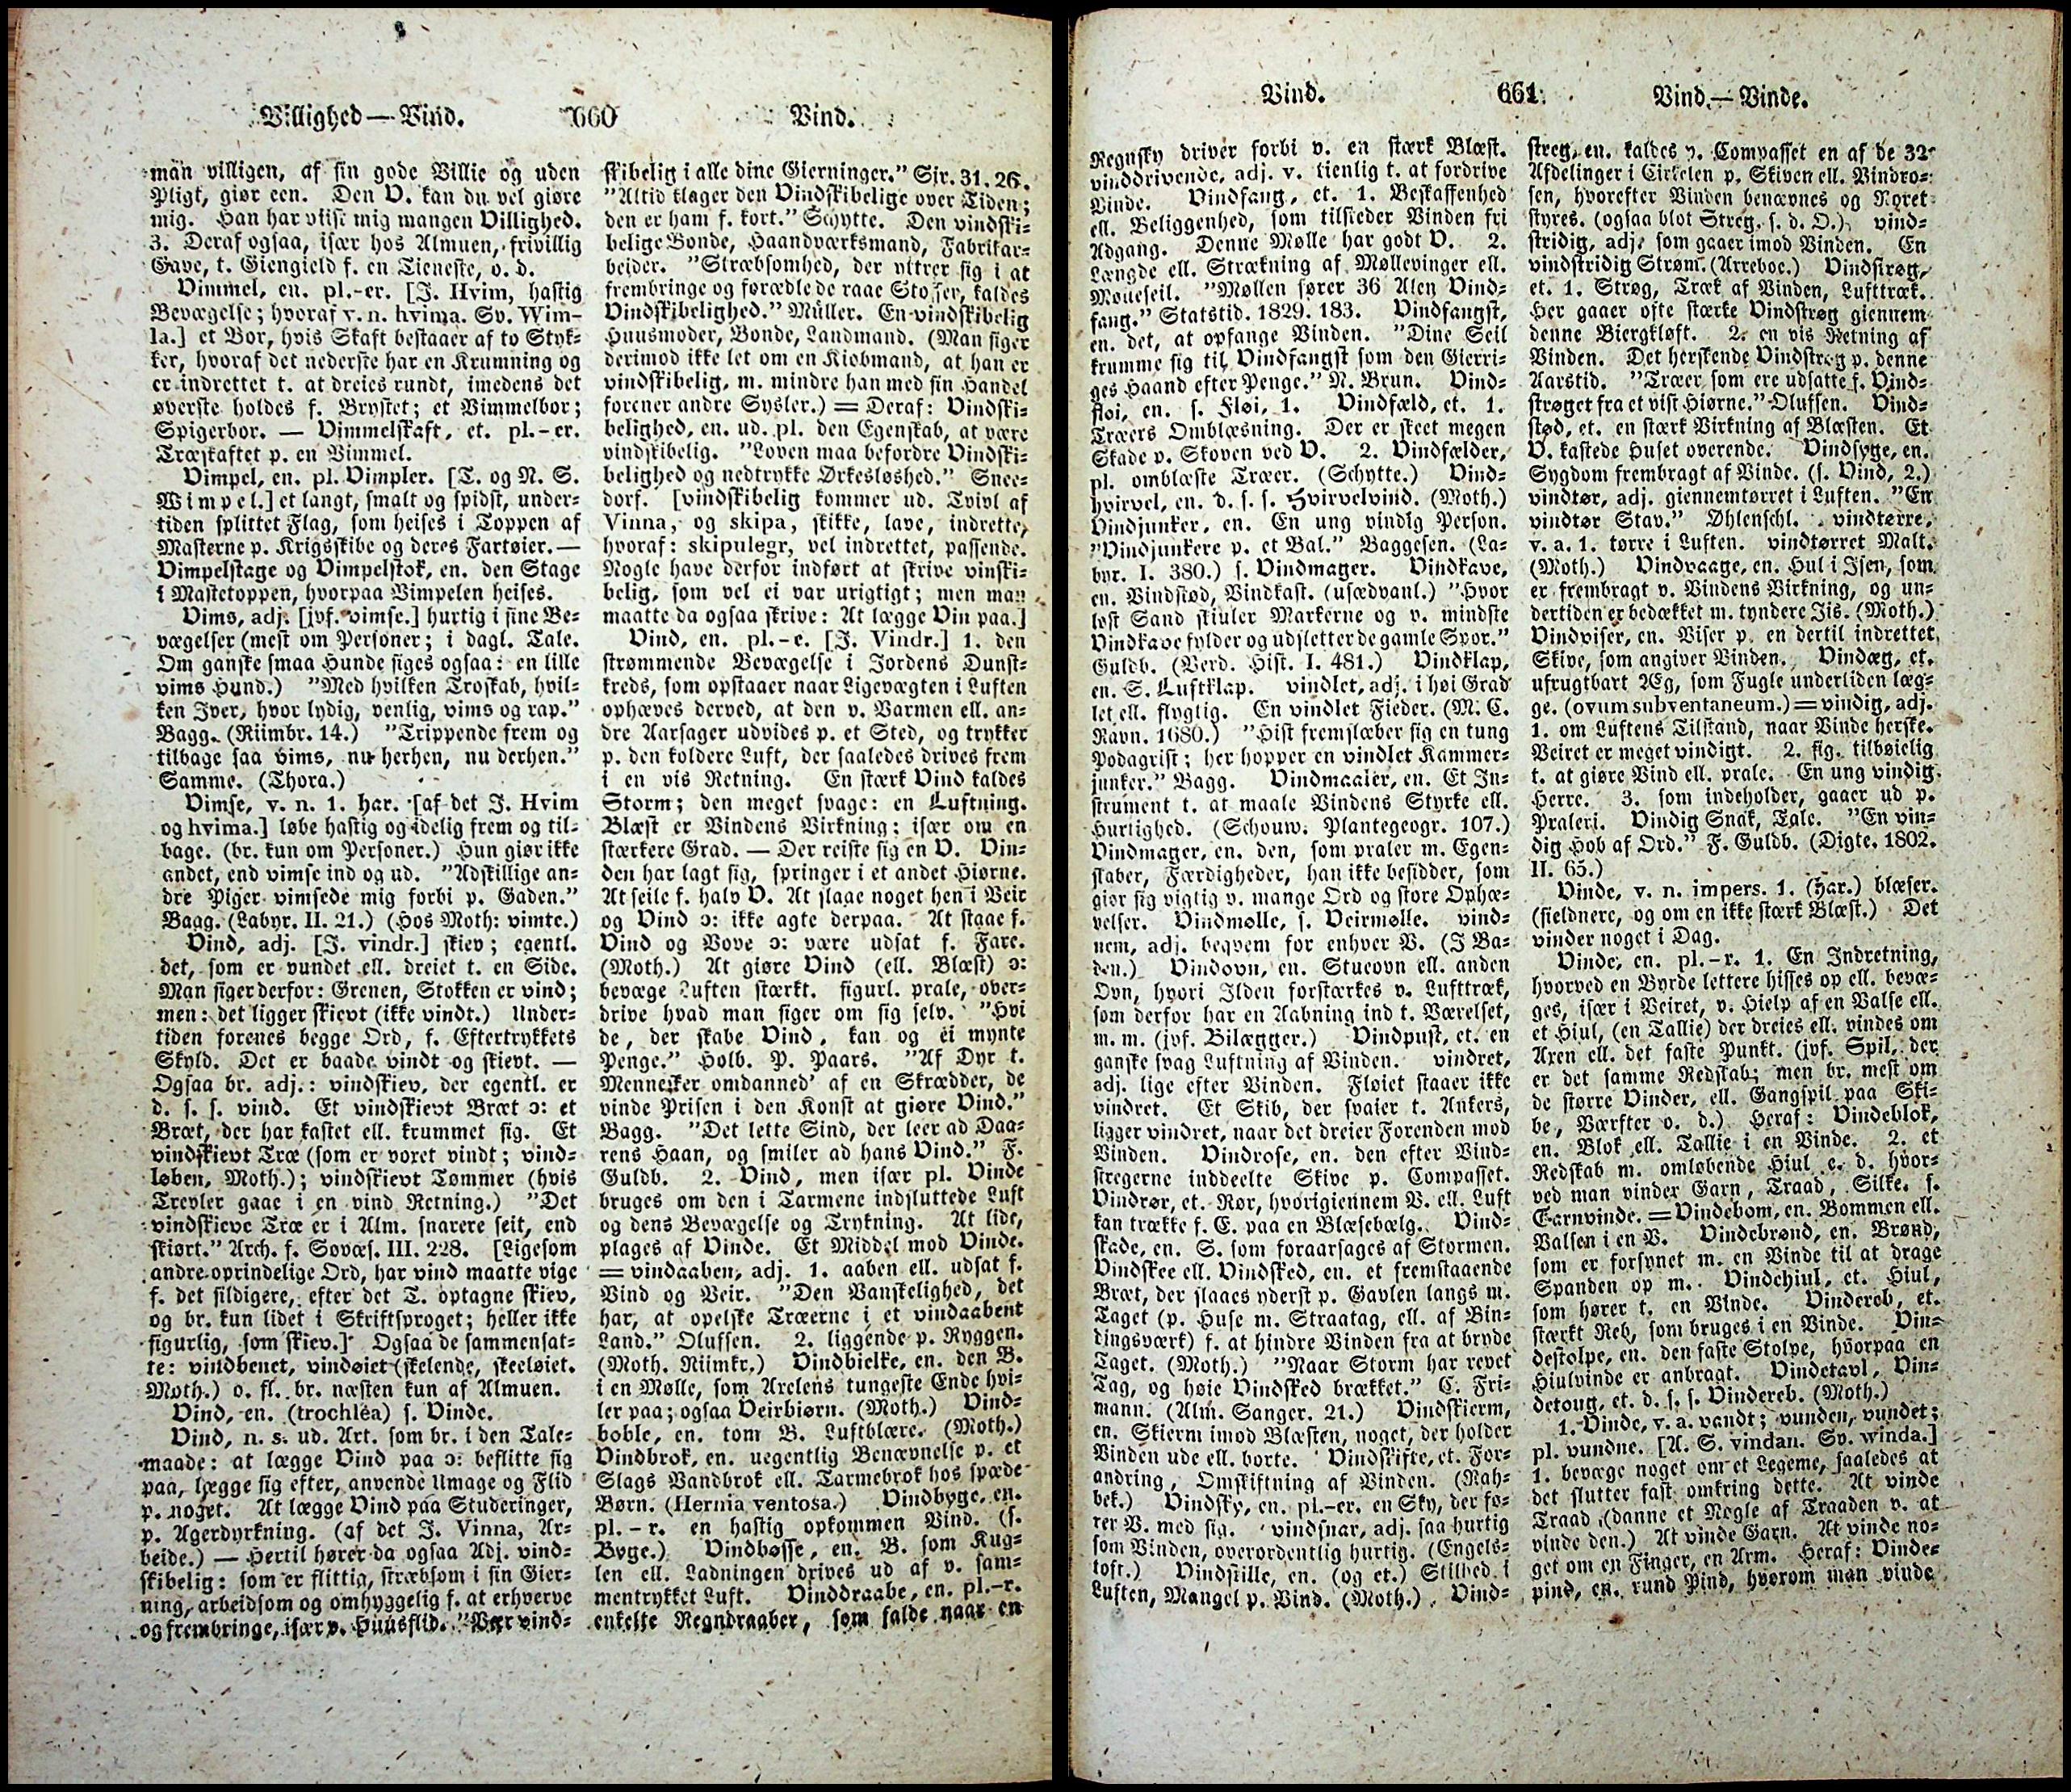 Villighed — Vind. 660 Vind.
man villigen, af sin gode Villie og uden
Pligt, giør een. Den V. kan du vel giøre
mig. Han har viist mig mangen Villighed.
3. Deraf ogsaa, især hos Almuen, frivillig
Gave, t. Giengield f. en Tieneste, o. d.
Vimmel, en. pl.-er. [J. Hvim, hastig
Bevægelse; hvoraf v. n. hvima. Sv. Wim-
la.] et Bor, hvis Skaft bestaaer af to Styk-
ker, hvoraf det nederste har en Krumning og
er indrettet t. at dreies rundt, imedens det
øverste holdes f. Brystet; et Vimmelbor;
Spigerbor. — Vimmelskaft, et. pl.-er.
Træskaftet p. en Vimmel.
Vimpel, en. pl. Vimpler. [T. og N. S.
Wimpel.] et langt, smalt og spidst, under-
tiden splittet Flag, som heises i Toppen af
Masterne p. Krigsskibe og deres Fartøier. —
Vimpelstage og Vimpelstok, en. den Stage
i Mastetoppen, hvorpaa Vimpelen heises.
Vims, adj. [jvf. vimse.] hurtig i sine Be-
vægelser (mest om Personer; i dagl. Tale.
Om ganske smaa Hunde siges ogsaa: en lille
vims Hund.) "Med hvilken Troskab, hvil-
ken Iver, hvor lydig, venlig, vims og rap."
Bagg. (Riimbr. 14.) "Trippende frem og
tilbage saa vims, nu herhen, nu derhen."
Samme. (Thora.)
Vimse, v. n. 1. har. [af det J. Hvim
og hvima.] løbe hastig og idelig frem og til-
bage. (br. kun om Personer.) Hun giør ikke
andet, end vimse ind og ud. "Adskillige an-
dre Piger vimsede mig forbi p. Gaden."
Bagg. (Labyr. II. 21.) (Hos Moth: vimte.)
Vind, adj. [J. vindr.] skiev; egentl.
det, som er vundet ell. dreiet t. en Side.
Man siger derfor: Grenen, Stokken er vind;
men: det ligger skievt (ikke vindt.) Under-
tiden forenes begge Ord, f. Eftertrykkets
Skyld. Det er baade vindt og skievt. —
Ogsaa br. adj.: vindskiev, der egentl. er
d. s. s. vind. Et vindskievt Bræt ɔ: et
Bræt, der har kastet ell. krummet sig. Et
vindskievt Træ (som er voret vindt; vind-
løben, Moth.); vindskievt Tømmer (hvis
Trevler gaae i en vind Retning.) "Det
vindskieve Træ er i Alm. snarere seit, end
skiørt." Arch. f. Søvæs. III. 228. [Ligesom
andre oprindelige Ord, har vind maatte vige
f. det sildigere, efter det T. optagne skiev,
og br. kun lidet i Skriftsproget; heller ikke
figurlig, som skiev.] Ogsaa de sammensat-
te: vindbenet, vindøiet (skelende, skeeløiet.
Moth.) o. fl. br. næsten kun af Almuen.
Vind, en. (trochlea) s. Vinde.
Vind, n. s. ud. Art. som br. i den Tale-
maade: at lægge Vind paa ɔ: beflitte sig
paa, lægge sig efter, anvende Umage og Flid
p. noget. At lægge Vind paa Studeringer,
p. Agerdyrkning. (af det J. Vinna, Ar-
beide.) — Hertil hører da ogsaa Adj. vind-
skibelig: som er flittig, stræbsom i sin Gier-
ning, arbeidsom og omhyggelig f. at erhverve
og frembringe, især v. Huusflid. "Vær vind-
skibelig i alle dine Gierninger." Sir. 31. 26.
"Altid klager den Vindskibelige over Tiden;
den er ham f. kort." Schytte. Den vindski-
belige Bonde, Haandværksmand, Fabrikar-
beider. "Stræbsomhed, der yttrer sig i at
frembringe og forædle de raae Stoffer, kaldes
Vindskibelighed." Müller. En vindskibelig
Huusmoder, Bonde, Landmand. (Man siger
derimod ikke let om en Kiøbmand, at han er
vindskibelig, m. mindre han med sin Handel
forener andre Sysler.) = Deraf: Vindski-
belighed, en. ud. pl. den Egenskab, at være
vindskibelig. "Loven maa befordre Vindski-
belighed og nedtrykke Ørkesløshed." Snee-
dorf. [vindskibelig kommer ud. Tvivl af
Vinna, og skipa, skikke, lave, indrette,
hvoraf: skipulegr, vel indrettet, passende.
Nogle have derfor indført at skrive vinski-
belig, som vel ei var urigtigt; men man
maatte da ogsaa skrive: At lægge Vin paa.]
Vind, en. pl.-e. [J. Vindr.] 1. den
strømmende Bevægelse i Jordens Dunst-
kreds, som opstaaer naar Ligevægten i Luften
ophæves derved, at den v. Varmen ell. an-
dre Aarsager udvides p. et Sted, og trykker
p. den koldere Luft, der saaledes drives frem
i en vis Retning. En stærk Vind kaldes
Storm; den meget svage: en Luftning.
Blæst er Vindens Virkning; især om en
stærkere Grad. — Der reiste sig en V. Vin-
den har lagt sig, springer i et andet Hiørne.
At seile f. halv V. At slaae noget hen i Veir
og Vind ɔ: ikke agte derpaa. At staae f.
Vind og Vove ɔ: være udsat f. Fare.
(Moth.) At giøre Vind (ell. Blæst) ɔ:
bevæge Luften stærkt. figurl. prale, over-
drive hvad man siger om sig selv. "Hvi
de, der skabe Vind, kan og ei mynte
Penge." Holb. P. Paars. "Af Dyr t.
Mennesker omdanned' af en Skrædder, de
vinde Prisen i den Konst at giøre Vind."
Bagg. "Det lette Sind, der leer ad Daa-
rens Haan, og smiler ad hans Vind." F.
Guldb. 2. Vind, men især pl. Vinde
bruges om den i Tarmene indsluttede Luft
og dens Bevægelse og Trykning. At lide,
plages af Vinde. Et Middel mod Vinde.
= vindaaben, adj. 1. aaben ell. udsat f.
Vind og Veir. "Den Vanskelighed, det
har, at opelske Træerne i et vindaabent
Land." Olufsen. 2. liggende p. Ryggen.
(Moth. Riimkr.) Vindbielke, en. den B.
i en Mølle, som Axelens tungeste Ende hvi-
ler paa; ogsaa Veirbiørn. (Moth.) Vind-
boble, en. tom B. Luftblære. (Moth.)
Vindbrok, en. uegentlig Benævnelse p. et
Slags Vandbrok ell. Tarmebrok hos spæde
Børn. (Hernia ventosa.) Vindbyge, en.
pl. - r. en hastig opkommen Vind. (s.
Byge.) Vindbøsse, en. B. som Kug-
len ell. Ladningen drives ud af v. sam-
mentrykket Luft. Vinddraabe, en. pl.-r.
enkelte Regndraaber, som falde naar en
Vind. 661 Vind — Vinde.
Regnsky driver forbi v. en stærk Blæst.
vinddrivende, adj. v. tienlig t. at fordrive
Vinde. Vindfang, et. 1. Beskaffenhed
ell. Beliggenhed, som tilsteder Vinden fri
Adgang. Denne Mølle har godt V. 2.
Længde ell. Strækning af Møllevinger ell.
Mølleseil. "Møllen fører 36 Alen Vind-
fang." Statstid. 1829. 183. Vindfangst,
en. det, at opfange Vinden. "Dine Seil
krumme sig til Vindfangst som den Gierri-
ges Haand efter Penge." N. Brun. Vind-
fløi, en. s. Fløi, 1. Vindfæld, et. 1.
Træers Omblæsning. Der er skeet megen
Skade p. Skoven ved V. 2. Vindfælder,
pl. omblæste Træer. (Schytte.) Vind-
hvirvel, en. d. s. s. Hvirvelvind. (Moth.)
Vindjunker, en. En ung vindig Person.
"Vindjunkere p. et Bal." Baggesen. (La-
byr. I. 380.) s. Vindmager. Vindkave,
en. Vindstød, Vindkast. (usædvanl.) "Hvor
løst Sand skiuler Markerne og v. mindste
Vindkave fylder og udsletter de gamle Spor."
Guldb. (Verd. Hist. I. 481.) Vindklap,
en. S. Luftklap. vindlet, adj. i høi Grad
let ell. flygtig. En vindlet Fieder. (M. C.
Ravn. 1680.) "Hist fremslæber sig en tung
Podagrist; her hopper en vindlet Kammer-
junker." Bagg. Vindmaaler, en. Et In-
strument t. at maale Vindens Styrke ell.
Hurtighed. (Schouw. Plantegeogr. 107.)
Vindmager, en. den, som praler m. Egen-
skaber, Færdigheder, han ikke besidder, som
giør sig vigtig v. mange Ord og store Ophæ-
velser. Vindmølle, s. Veirmølle. vind-
nem, adj. beqvem for enhver V. (J Ba-
den.) Vindovn, en. Stueovn ell. anden
Ovn, hvori Ilden forstærkes v. Lufttræk,
som derfor har en Aabning ind t. Værelset,
m. m. (jvf. Bilægger.) Vindpust, et. en
ganske svag Luftning af Vinden. vindret,
adj. lige efter Vinden. Fløiet staaer ikke
vindret. Et Skib, der svaier t. Ankers,
ligger vindret, naar det dreier Forenden mod
Vinden. Vindrose, en. den efter Vind-
stregerne inddeelte Skive p. Compasset.
Vindrør, et. Rør, hvorigiennem V. ell. Luft
kan trække f. E. paa en Blæsebælg. Vind-
skade, en. S. som foraarsages af Stormen.
Vindskee ell. Vindsked, en. et fremstaaende
Bræt, der slaaes yderst p. Gavlen langs m.
Taget (p. Huse m. Straatag, ell. af Bin-
dingsværk) f. at hindre Vinden fra at bryde
Taget. (Moth.) "Naar Storm har revet
Tag, og høie Vindsked brækket." C. Fri-
mann. (Alm. Sanger. 21.) Vindskierm,
en. Skierm imod Blæsten, noget, der holder
Vinden ude ell. borte. Vindskifte, et. For-
andring, Omskiftning af Vinden. (Rah-
bek.) Vindsky, en. pl.-er. en Sky, der fø-
rer V. med sig. vindsnar, adj. saa hurtig
som Vinden, overordentlig hurtig. (Engels-
toft.) Vindstille, en. (og et.) Stilhed i
Luften, Mangel p. Vind. (Moth.) Vind-
streg, en. kaldes p. Compasset en af de 32
Afdelinger i Cirkelen p. Skiven ell. Vindro-
sen, hvorefter Vinden benævnes og Roret
styres. (ogsaa blot Streg. s. d. O.) vind-
stridig, adj. som gaaer imod Vinden. En
vindstridig Strøm. (Arreboe.) Vindstrøg,
et. 1. Strøg, Træk af Vinden, Lufttræk.
Her gaaer ofte stærke Vindstrøg giennem
denne Biergkløft. 2. en vis Retning af
Vinden. Det herskende Vindstrøg p. denne
Aarstid. "Træer som ere udsatte f. Vind-
strøget fra et vist Hiørne." Olufsen. Vind-
stød, et. en stærk Virkning af Blæsten. Et
V. kastede Huset overende. Vindsyge, en.
Sygdom frembragt af Vinde. (s. Vind, 2.)
vindtør, adj. giennemtørret i Luften. "En
vindtør Stav." Øhlenschl. vindtørre,
v. a. 1. tørre i Luften. vindtørret Malt.
(Moth.) Vindvaage, en. Hul i Isen, som
er frembragt v. Vindens Virkning, og un-
dertiden er bedækket m. tyndere Jis. (Moth.)
Vindviser, en. Viser p. en dertil indrettet
Skive, som angiver Vinden. Vindæg, et.
ufrugtbart Æg, som Fugle underliden læg-
ge. (ovum subventaneum.) = vindig, adj.
1. om Luftens Tilstand, naar Vinde herske.
Veiret er meget vindigt. 2. fig. tilbøielig
t. at giøre Vind ell. prale. En ung vindig
Herre. 3. som indeholder, gaaer ud p.
Praleri. Vindig Snak, Tale. "En vin-
dig Hob af Ord." F. Guldb. (Digte. 1802.
II. 65.)
Vinde, v. n. impers. 1. (har.) blæser.
(sieldnere, og om en ikke stærk Blæst.) Det
vinder noget i Dag.
Vinde, en. pl.-r. 1. En Indretning,
hvorved en Byrde lettere hisses op ell. bevæ-
ges, især i Veiret, v. Hielp af en Valse ell.
et Hiul, (en Tallie) der dreies ell. vindes om
Axen ell. det faste Punkt. (jvf. Spil, der
er det samme Redskab; men br. mest om
de større Vinder, ell. Gangspil paa Ski-
be, Værfter o. d.) Heraf: Vindeblok,
en. Blok ell. Tallie i en Vinde. 2. et
Redskab m. omløbende Hiul e. d. hvor-
ved man vinder Garn, Traad, Silke. s.
Garnvinde. = Vindebom, en. Bommen ell.
Valsen i en V. Vindebrønd, en. Brønd,
som er forsynet m. en Vinde til at drage
Spanden op m. Vindehiul, et. Hiul,
som hører t. en Vinde. Vindereb, et.
stærkt Reb, som bruges i en Vinde. Vin-
destolpe, en. den faste Stolpe, hvorpaa en
Hiulvinde er anbragt. Vindetavl, Vin-
detoug, et. d. s. s. Vindereb. (Moth.)
1. Vinde, v. a. vandt; vunden, vundet;
pl. vundne. [A. S. vindan. Sv. winda.]
1. bevæge noget om et Legeme, saaledes at
det slutter fast omkring dette. At vinde
Traad (danne et Nøgle af Traaden v. at
vinde den.) At vinde Garn. At vinde no-
get om en Finger, en Arm. Heraf: Vinde-
pind, en. rund Pind, hvorom man vinde